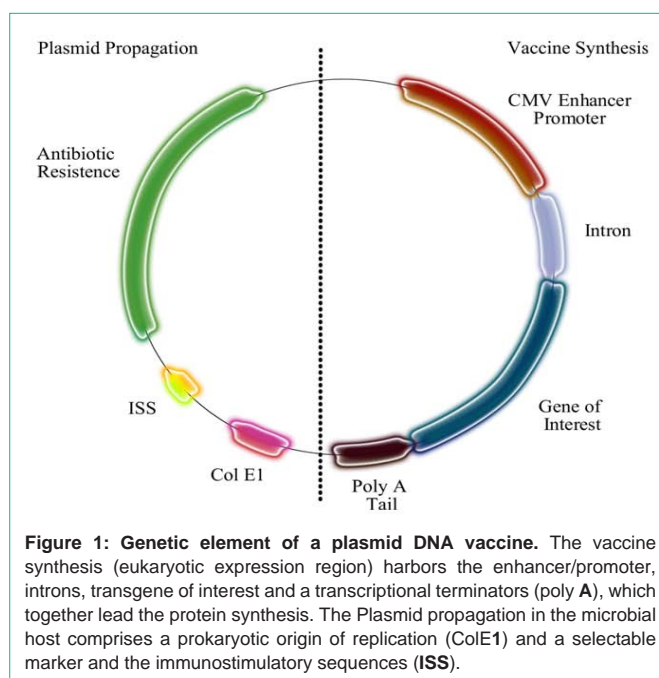 Plasmid Propagation
Vaccine Synthesis
CMV Enhancer
Promoter
Antibiotic
Resistence
Intron
ISS
Gene of
Interest
Col E1
Poly A
Tail
Figure 1: Genetic element of a plasmid DNA vaccine. The vaccine
synthesis (eukaryotic expression region) harbors the enhancer/promoter,
introns, transgene of interest and a transcriptional terminators (poly A), which
together lead the protein synthesis. The Plasmid propagation in the microbial
host comprises a prokaryotic origin of replication (ColE1) and a selectable
marker and the immunostimulatory sequences (ISS).